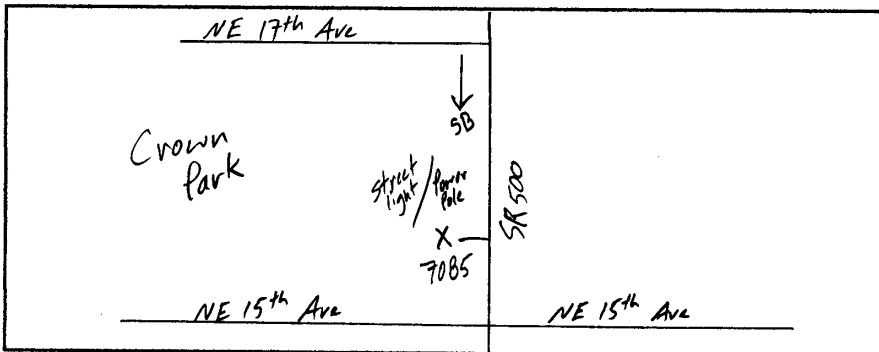 NE 17th Ave
SB
Crown
Park
Street
light / Power
Pole
SR 500
X
7085
NE 15th Ave
NE 15th Ave